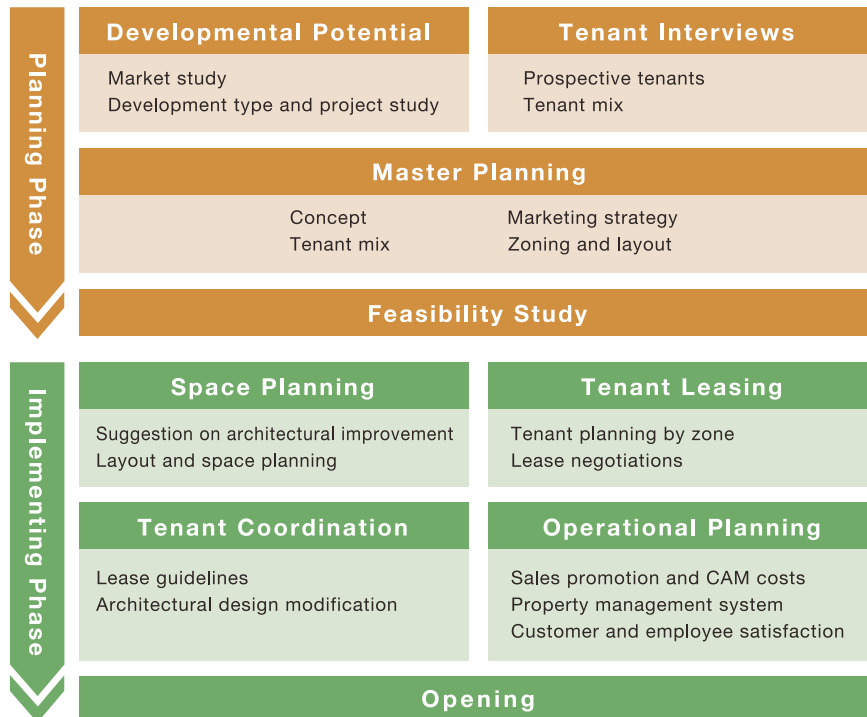 Planning Phase
Developmental Potential
Market study
Development type and project study
Tenant Interviews
Prospective tenants
Tenant mix
Master Planning
Concept
Tenant mix
Marketing strategy
Zoning and layout
Feasibility Study
Implementing Phase
Space Planning
Suggestion on architectural improvement
Layout and space planning
Tenant Leasing
Tenant planning by zone
Lease negotiations
Tenant Coordination
Lease guidelines
Architectural design modification
Operational Planning
Sales promotion and CAM costs
Property management system
Customer and employee satisfaction
Opening